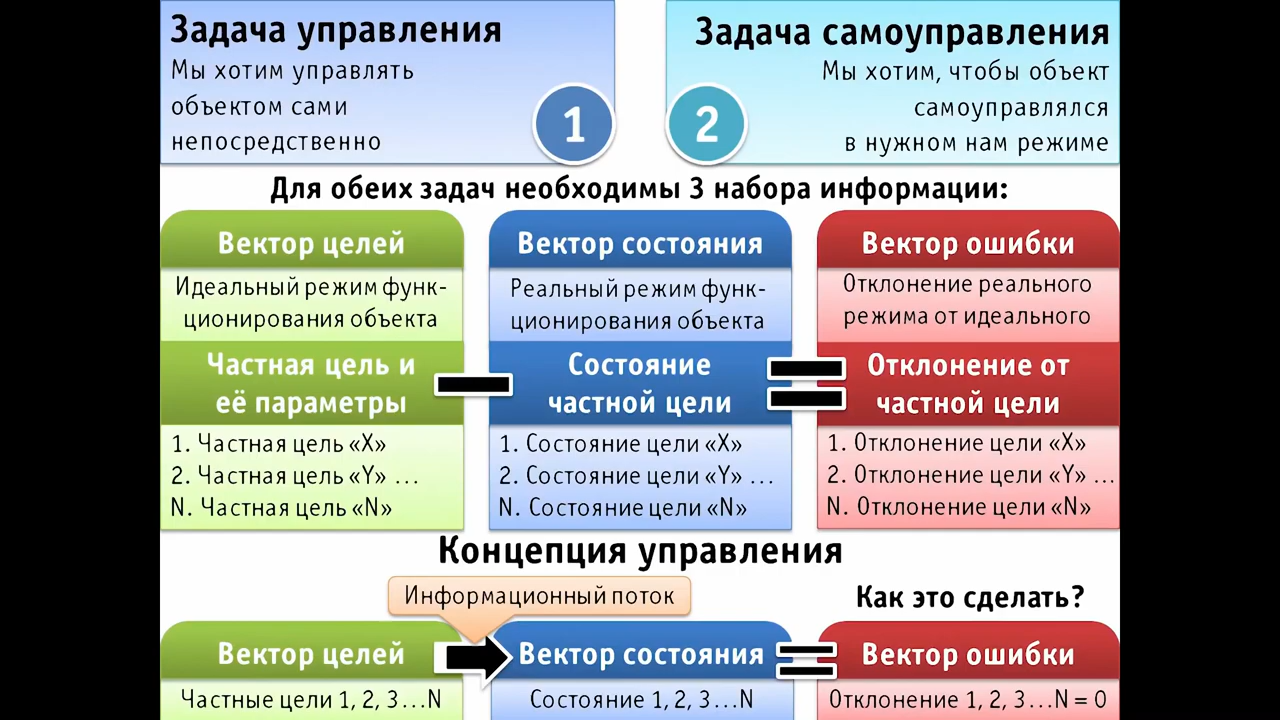 Задача управления
Мы хотим управлять
объектом сами
непосредственно
1
2
Задача самоуправления
Мы хотим, чтобы объект
самоуправлялся
в нужном нам режиме
Для обеих задач необходимы 3 набора информации:
Вектор целей
Идеальный режим функ-
ционирования объекта
Частная цель и
её параметры
1. Частная цель «X»
2. Частная цель «Y» ...
N. Частная цель «N»
Вектор состояния
Реальный режим функ-
ционирования объекта
Состояние
частной цели
1. Состояние цели «X»
2. Состояние цели «Y» ...
N. Состояние цели «N»
Вектор ошибки
Отклонение реального
режима от идеального
Отклонение от
частной цели
1. Отклонение цели «X»
2. Отклонение цели «Y» ...
N. Отклонение цели «N»
Концепция управления
Информационный поток
Как это сделать?
Вектор целей
Частные цели 1, 2, 3...N
Вектор состояния
Состояние 1, 2, 3...N
Вектор ошибки
Отклонение 1, 2, 3...N = 0